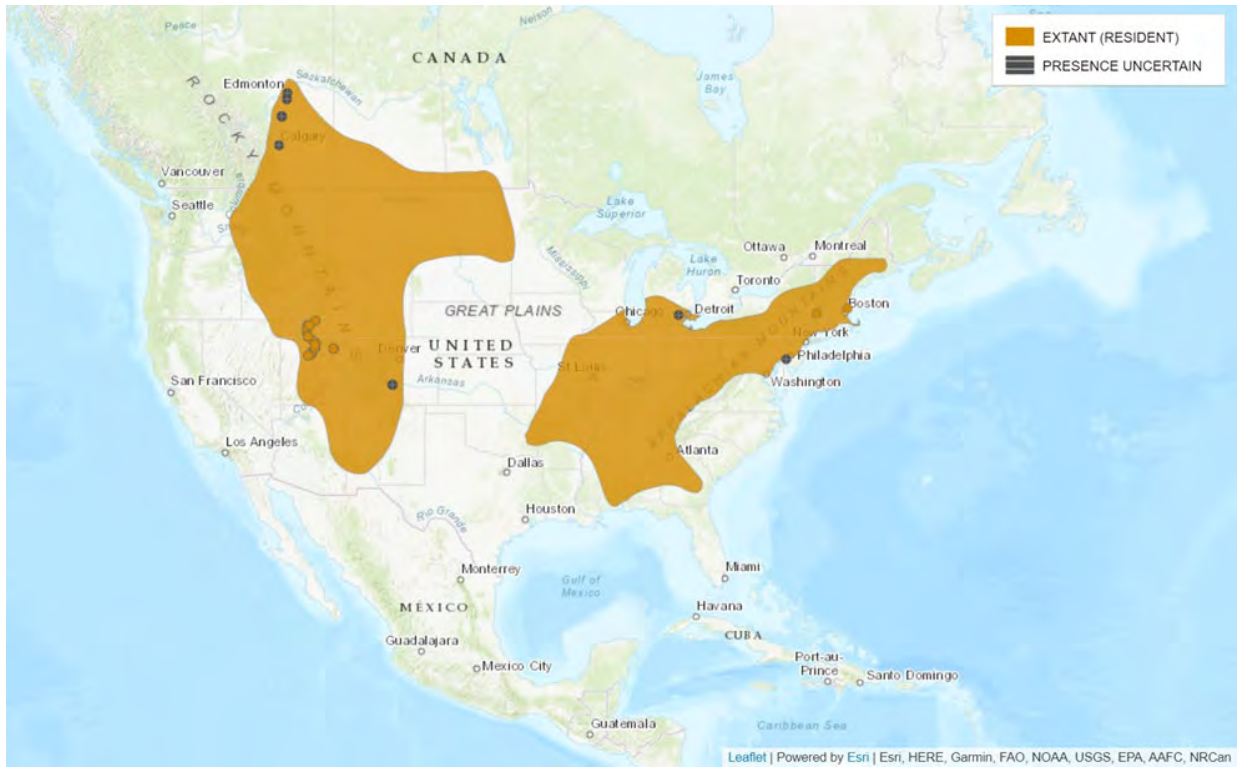 EXTANT (RESIDENT)
PRESENCE UNCERTAIN
Peace
Nelson
CANADA
James
Bay
Edmonton
Saskatchewan
ROCKY MOUNTAINS
Calgary
Vancouver
Columbia
Seattle
Lake
Superior
Ottawa
Montreal
Mississippi
Lake
Huron
Toronto
Boston
Chicago
Detroit
GREAT PLAINS
New York
APPALACHIAN MOUNTAINS
Denver
UNITED
STATES
Philadelphia
St Louis
Washington
San Francisco
Arkansas
Los Angeles
Atlanta
Dallas
Houston
Rio Grande
Miami
Monterrey
Gulf of
Mexico
Havana
MÉXICO
CUBA
Guadalajara
Port-au-
Prince
Mexico City
Santo Domingo
Guatemala
Caribbean Sea
Leaflet | Powered by Esri | Esri, HERE, Garmin, FAO, NOAA, USGS, EPA, AAFC, NRCan